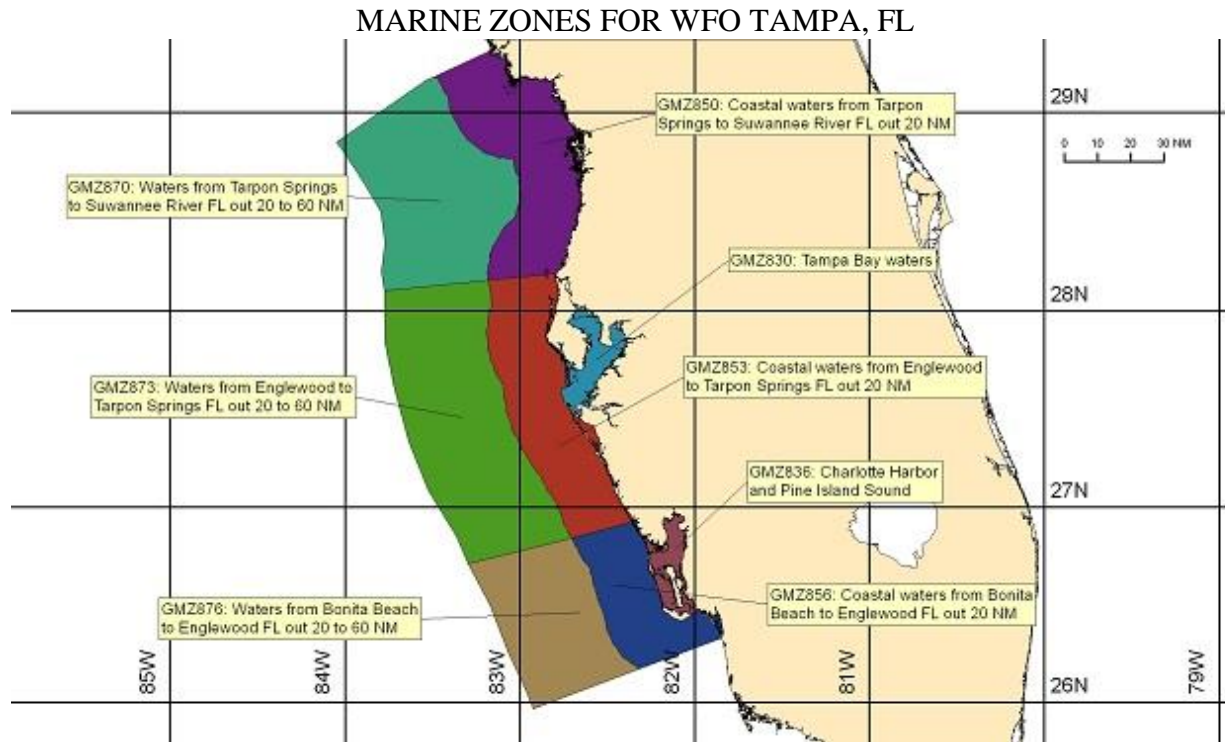 MARINE ZONES FOR WFO TAMPA, FL
GMZ850: Coastal waters from Tarpon
Springs to Suwannee River FL out 20 NM
29N
0 10 20 30 NM
GMZ870: Waters from Tarpon Springs
to Suwannee River FL out 20 to 60 NM
GMZ830: Tampa Bay waters
28N
GMZ853: Coastal waters from Englewood
to Tarpon Springs FL out 20 NM
GMZ873: Waters from Englewood to
Tarpon Springs FL out 20 to 60 NM
GMZ836: Charlotte Harbor
and Pine Island Sound
27N
GMZ856: Coastal waters from Bonita
Beach to Englewood FL out 20 NM
GMZ876: Waters from Bonita Beach
to Englewood FL out 20 to 60 NM
85W
84W
83W
82W
81W
26N
79W